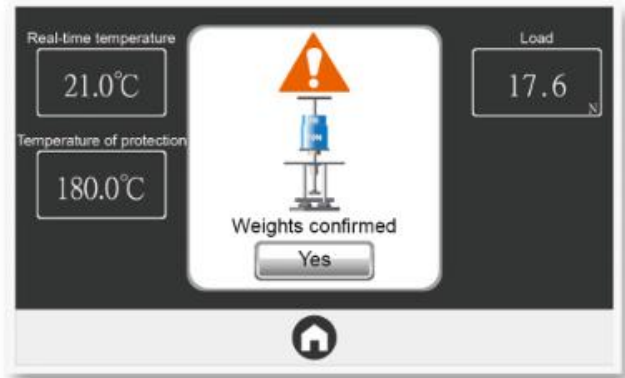 Real-time temperature
21.0℃
Temperature of protection
180.0℃
Weights confirmed
Yes
Load
17.6
N